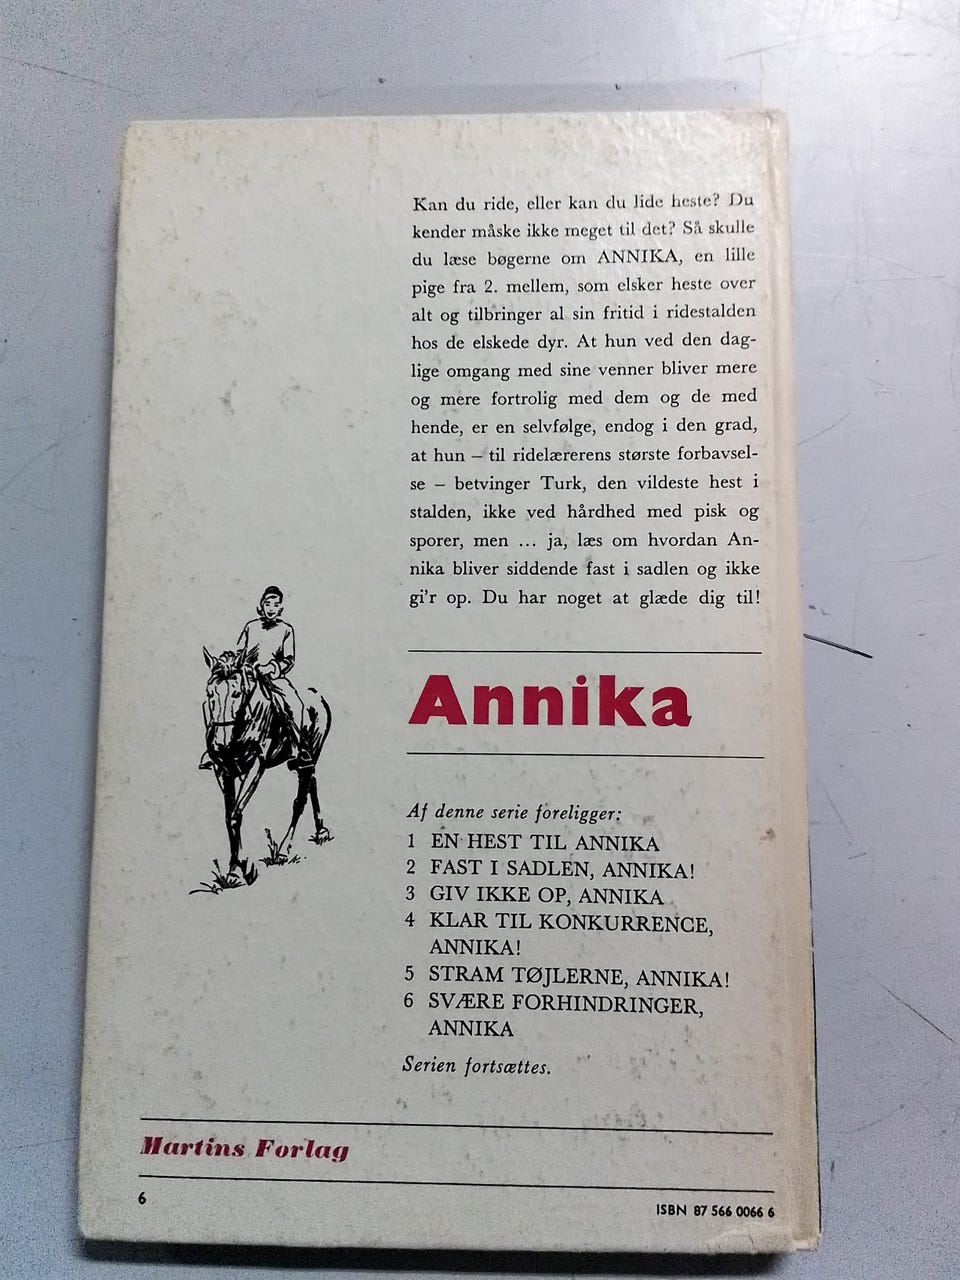 Kan du ride, eller kan du lide heste? Du
kender måske ikke meget til det? Så skulle
du læse bøgerne om ANNIKA, en lille
pige fra 2. mellem, som elsker heste over
alt og tilbringer al sin fritid i ridestalden
hos de elskede dyr. At hun ved den dag-
lige omgang med sine venner bliver mere
og mere fortrolig med dem og de med
hende, er en selvfølge, endog i den grad,
at hun – til ridelærerens største forbavsel-
se – betvinger Turk, den vildeste hest i
stalden, ikke ved hårdhed med pisk og
sporer, men ... ja, læs om hvordan An-
nika bliver siddende fast i sadlen og ikke
gi'r op. Du har noget at glæde dig til!
Annika
Af denne serie foreligger:
1 EN HEST TIL ANNIKA
2 FAST I SADLEN, ANNIKA!
3 GIV IKKE OP, ANNIKA
4 KLAR TIL KONKURRENCE,
ANNIKA!
5 STRAM TØJLERNE, ANNIKA!
6 SVÆRE FORHINDRINGER,
ANNIKA
Serien fortsættes.
Martins Forlag
6
ISBN 87 566 0066 6